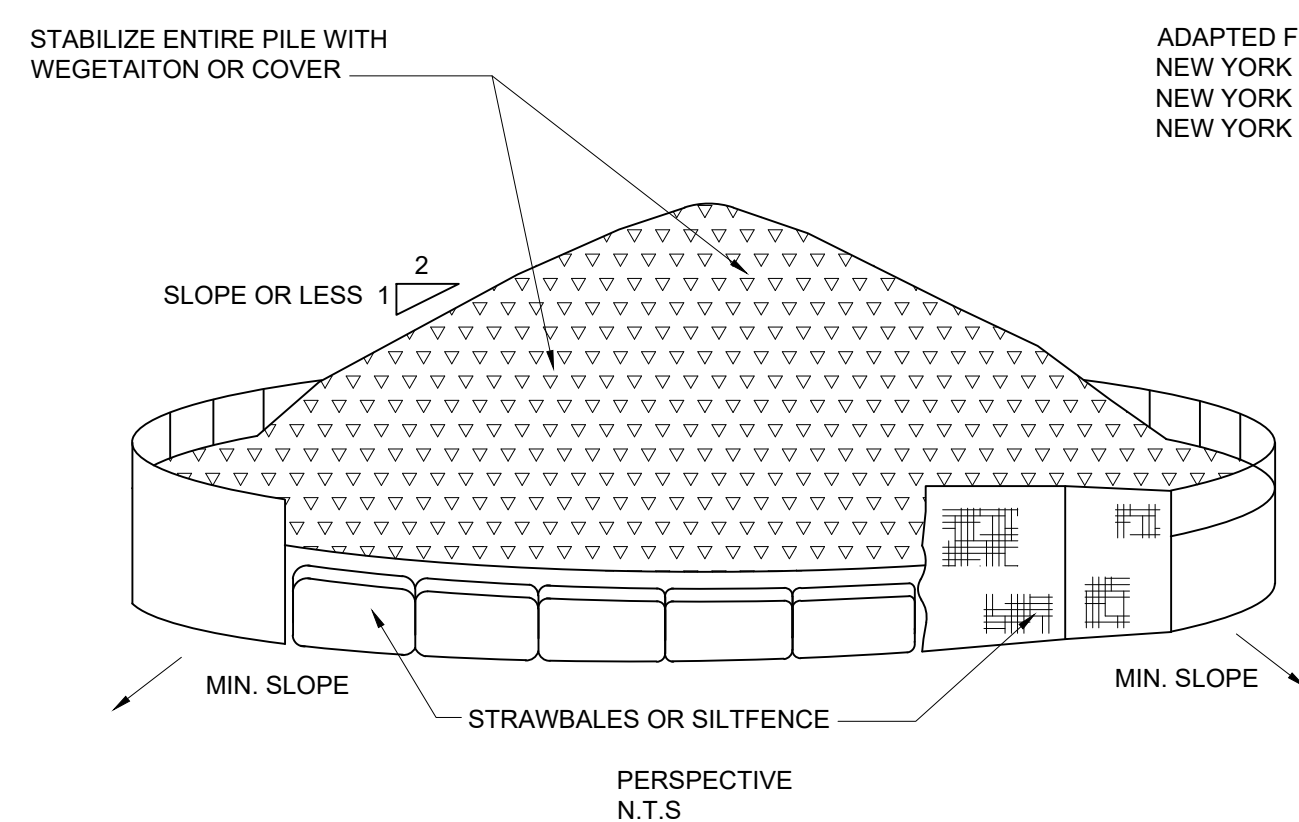 STABILIZE ENTIRE PILE WITH
WEGETAITON OR COVER
ADAPTED F
NEW YORK
NEW YORK
NEW YORK
2
SLOPE OR LESS 1
MIN. SLOPE
MIN. SLOPE
STRAWBALES OR SILTFENCE
PERSPECTIVE
N.T.S